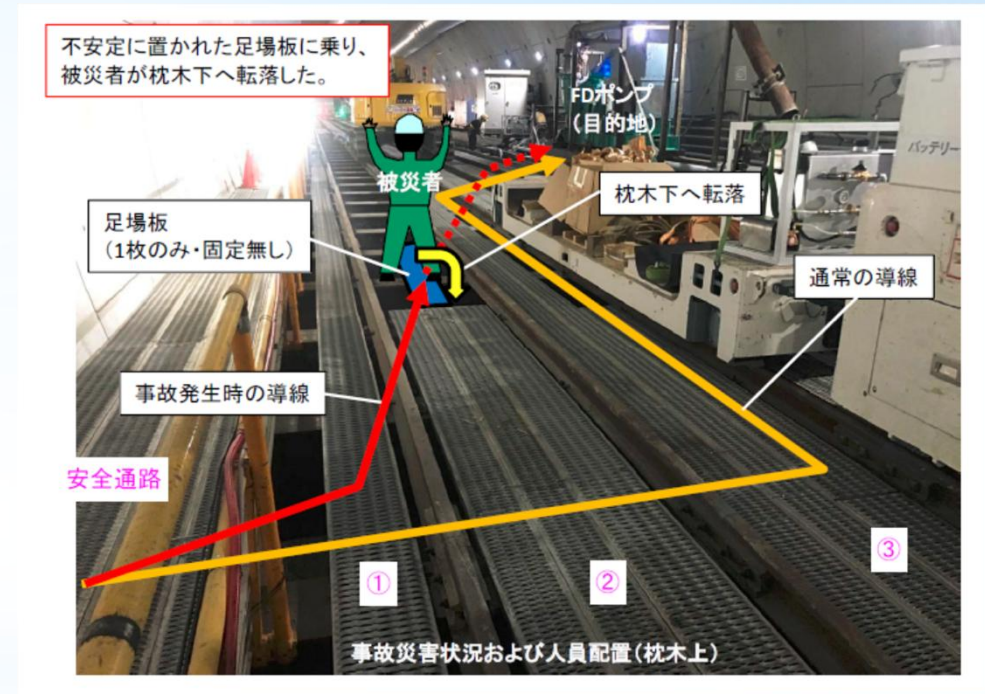 不安定に置かれた足場板に乗り、
被災者が枕木下へ転落した。
FDポンプ
(目的地)
バッテリー
被災者
枕木下へ転落
足場板
(1枚のみ・固定無し)
通常の導線
事故発生時の導線
安全通路
①
②
③
事故災害状況および人員配置(枕木上)